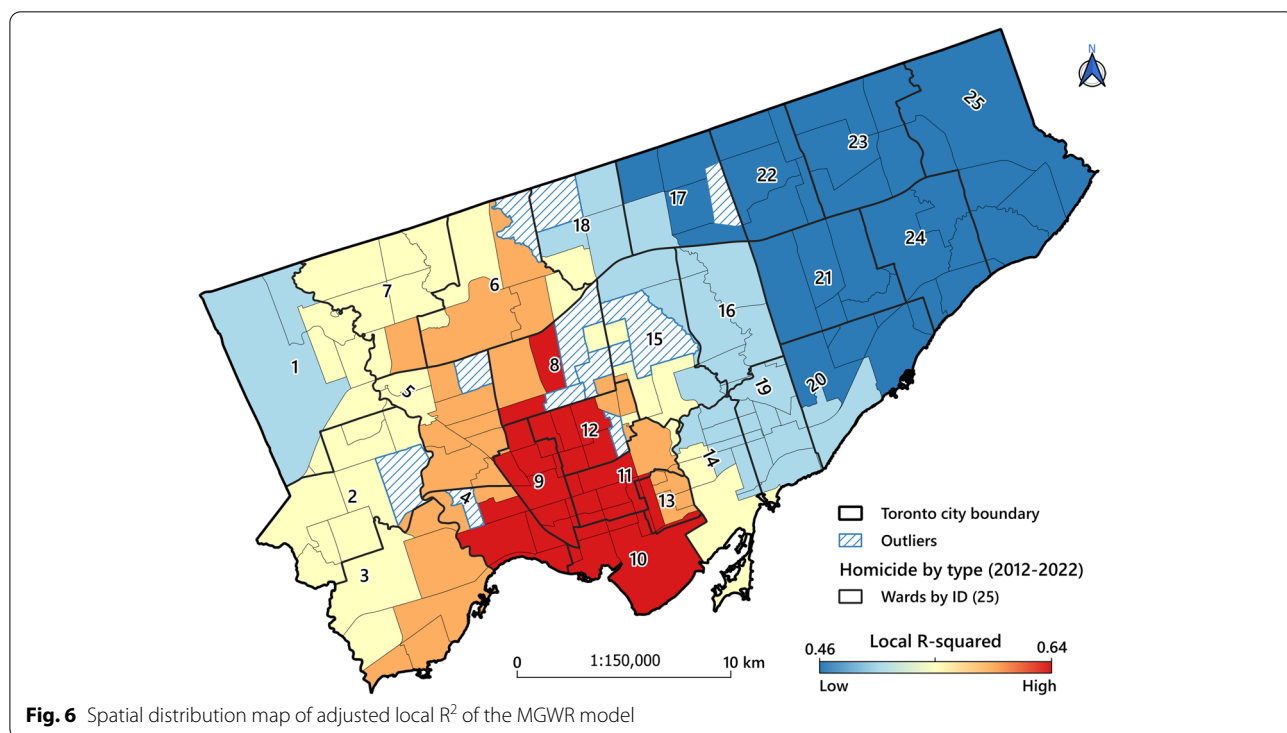 N
25
23
22
17
18
24
21
16
6
7
15
8
1
19
20
5
12
14
11
9
2
4
13
10
3
Toronto city boundary
Outliers
Homicide by type (2012-2022)
Wards by ID (25)
Local R-squared
0.46 0.64
Low High
0 1:150,000 10 km
Fig. 6 Spatial distribution map of adjusted local R² of the MGWR model